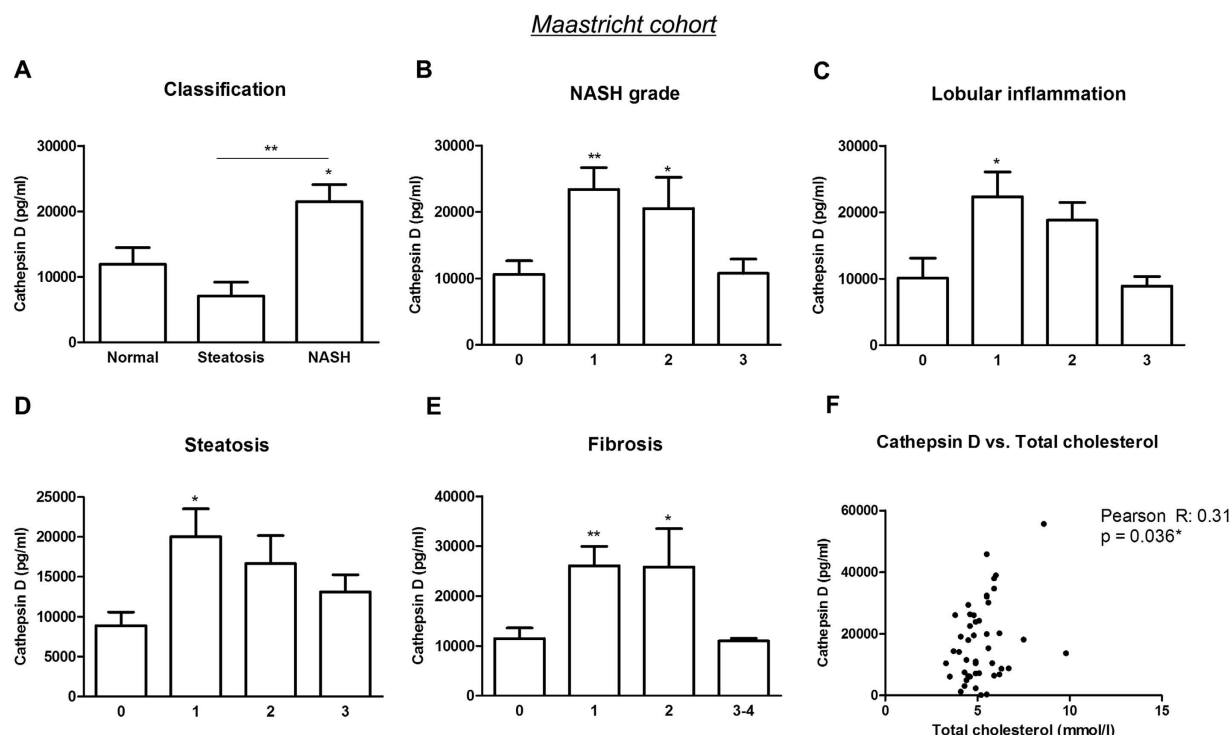 Maastricht cohort
A
Classification
Cathepsin D (pg/ml)
30000
20000
10000
0
**
*
Normal Steatosis NASH
B
NASH grade
Cathepsin D (pg/ml)
30000
20000
10000
0
**
*
0 1 2 3
C
Lobular inflammation
Cathepsin D (pg/ml)
30000
20000
10000
0
*
0 1 2 3
D
Steatosis
Cathepsin D (pg/ml)
25000
20000
15000
10000
5000
0
*
0 1 2 3
E
Fibrosis
Cathepsin D (pg/ml)
40000
30000
20000
10000
0
**
*
0 1 2 3-4
F
Cathepsin D vs. Total cholesterol
Pearson R: 0.31
p = 0.036*
Cathepsin D (pg/ml)
60000
40000
20000
0
0 5 10 15
Total cholesterol (mmol/l)